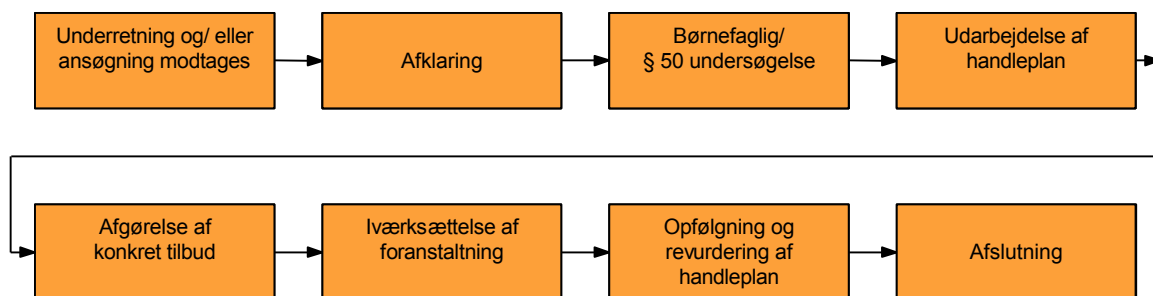 Underretning og/ eller
ansøgning modtages
Afklaring
Børnefaglig/
§ 50 undersøgelse
Udarbejdelse af
handleplan
Afgørelse af
konkret tilbud
Iværksættelse af
foranstaltning
Opfølgning og
revurdering af
handleplan
Afslutning